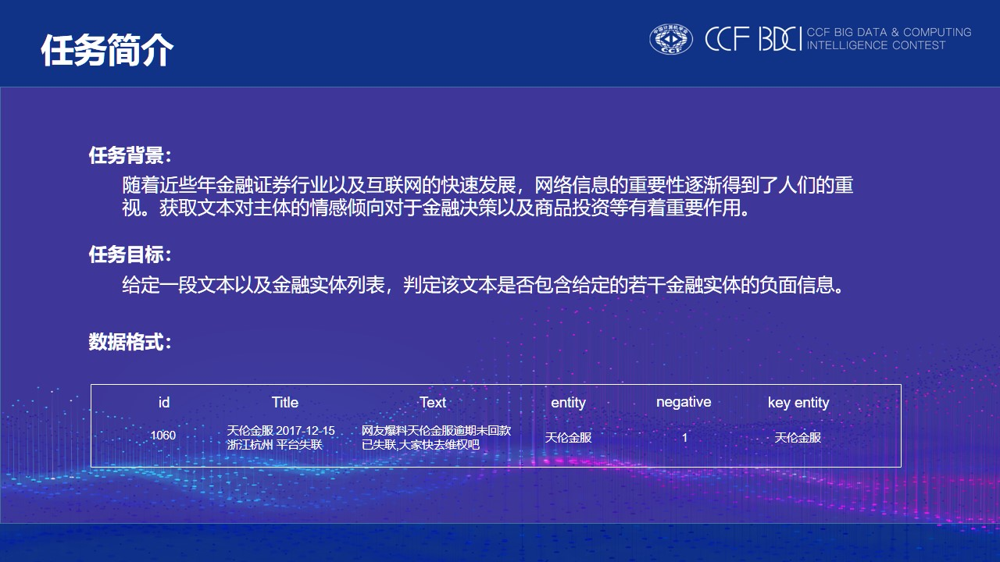 任务简介
中国计算机学会
CCF
CCF BDCI
CCF BIG DATA & COMPUTING
INTELLIGENCE CONTEST
任务背景：
随着近些年金融证券行业以及互联网的快速发展，网络信息的重要性逐渐得到了人们的重
视。获取文本对主体的情感倾向对于金融决策以及商品投资等有着重要作用。
任务目标：
给定一段文本以及金融实体列表，判定该文本是否包含给定的若干金融实体的负面信息。
数据格式：
id Title Text entity negative key entity
1060 天伦金服 2017-12-15 网友爆料天伦金服逾期未回款 天伦金服 1 天伦金服
浙江杭州 平台失联 已失联,大家快去维权吧